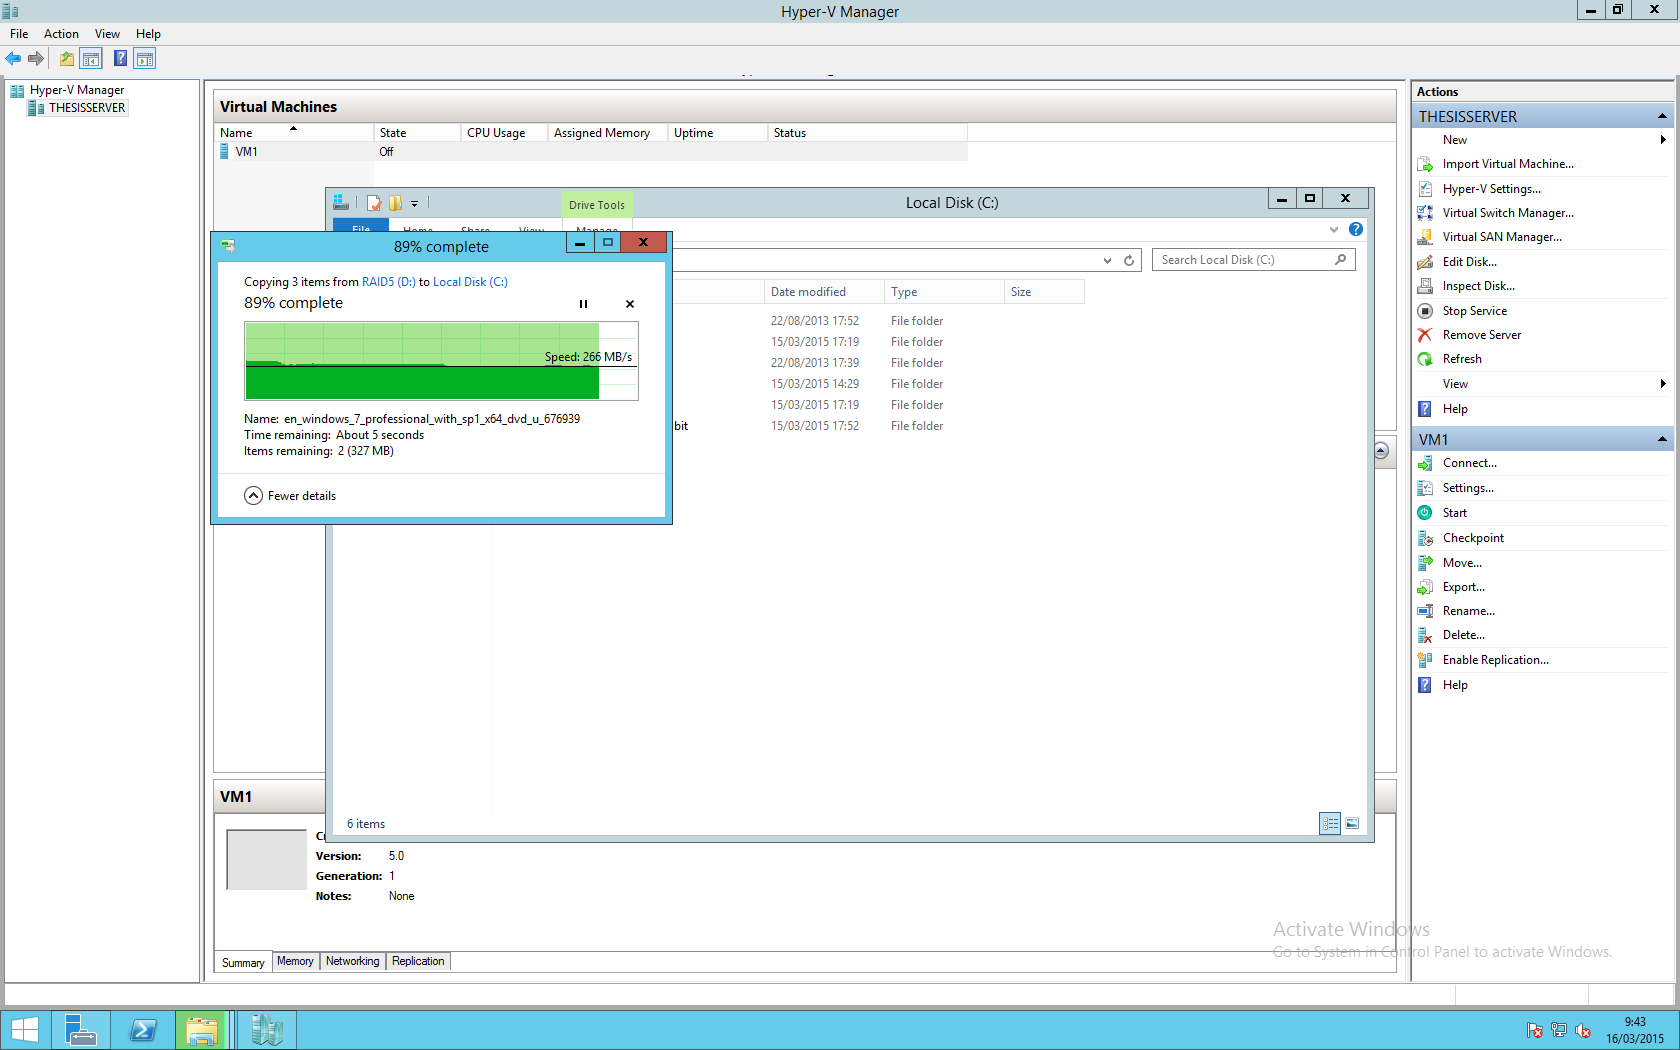 Hyper-V Manager
File Action View Help
Hyper-V Manager
THESISSERVER
Virtual Machines
Name State CPU Usage Assigned Memory Uptime Status
VM1 Off
Drive Tools
Local Disk (C:)
File Home Share View Manage
Search Local Disk (C:)
Date modified Type Size
22/08/2013 17:52 File folder
15/03/2015 17:19 File folder
22/08/2013 17:39 File folder
15/03/2015 14:29 File folder
15/03/2015 17:19 File folder
bit 15/03/2015 17:52 File folder
6 items
89% complete
Copying 3 items from RAID5 (D:) to Local Disk (C:)
89% complete
Speed: 266 MB/s
Name: en_windows_7_professional_with_sp1_x64_dvd_u_676939
Time remaining: About 5 seconds
Items remaining: 2 (327 MB)
Fewer details
VM1
Version: 5.0
Generation: 1
Notes: None
Summary Memory Networking Replication
Actions
THESISSERVER
New
Import Virtual Machine...
Hyper-V Settings...
Virtual Switch Manager...
Virtual SAN Manager...
Edit Disk...
Inspect Disk...
Stop Service
Remove Server
Refresh
View
Help
VM1
Connect...
Settings...
Start
Checkpoint
Move...
Export...
Rename...
Delete...
Enable Replication...
Help
Activate Windows
Go to System in Control Panel to activate Windows.
9:43
16/03/2015